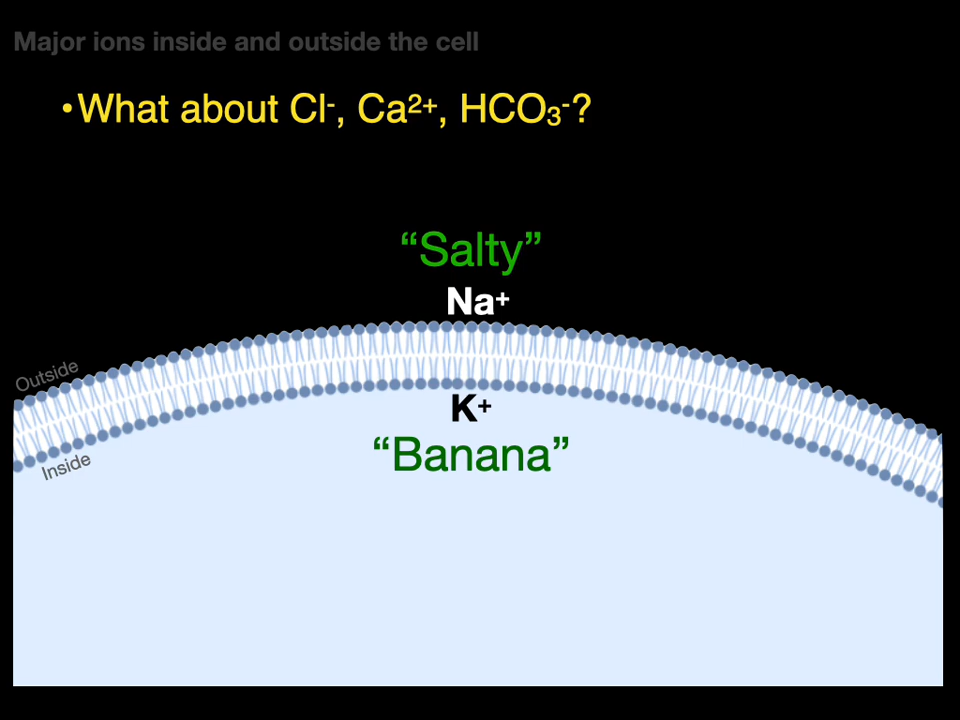 Major ions inside and outside the cell
•What about Cl⁻, Ca²⁺, HCO₃⁻?
“Salty”
Na⁺
Outside
K⁺
“Banana”
Inside